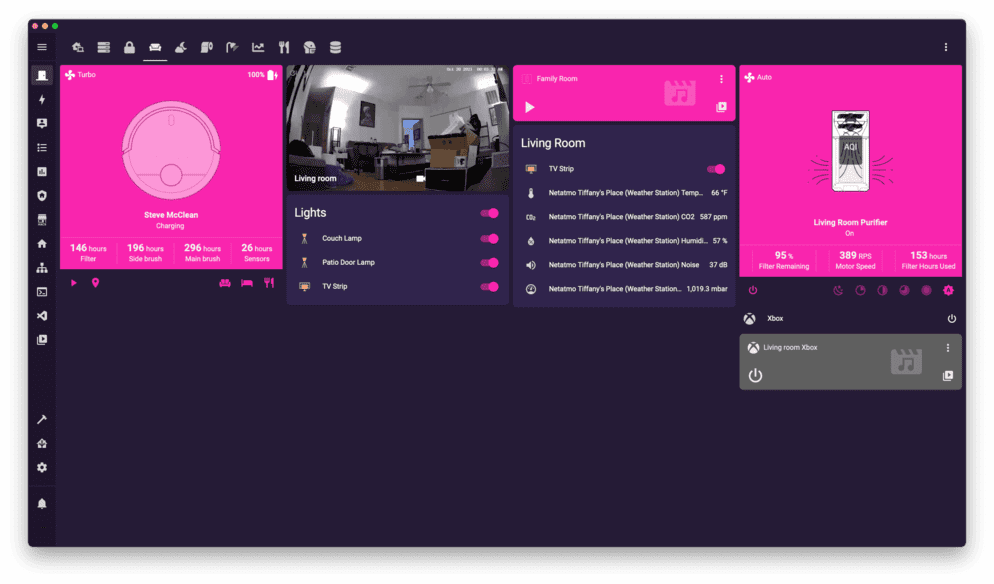 Turbo
100%
Steve McClean
Charging
146 hours
Filter
196 hours
Side brush
296 hours
Main brush
26 hours
Sensors
Living room
Lights
Couch Lamp
Patio Door Lamp
TV Strip
Family Room
Living Room
TV Strip
Netatmo Tiffany's Place (Weather Station) Temp... 66 °F
CO2 Netatmo Tiffany's Place (Weather Station) CO2 587 ppm
Netatmo Tiffany's Place (Weather Station) Humidi... 57 %
Netatmo Tiffany's Place (Weather Station) Noise 37 dB
Netatmo Tiffany's Place (Weather Station... 1,019.3 mbar
Auto
AQI
Living Room Purifier
On
95 %
Filter Remaining
389 RPS
Motor Speed
153 hours
Filter Hours Used
A
Xbox
Living room Xbox